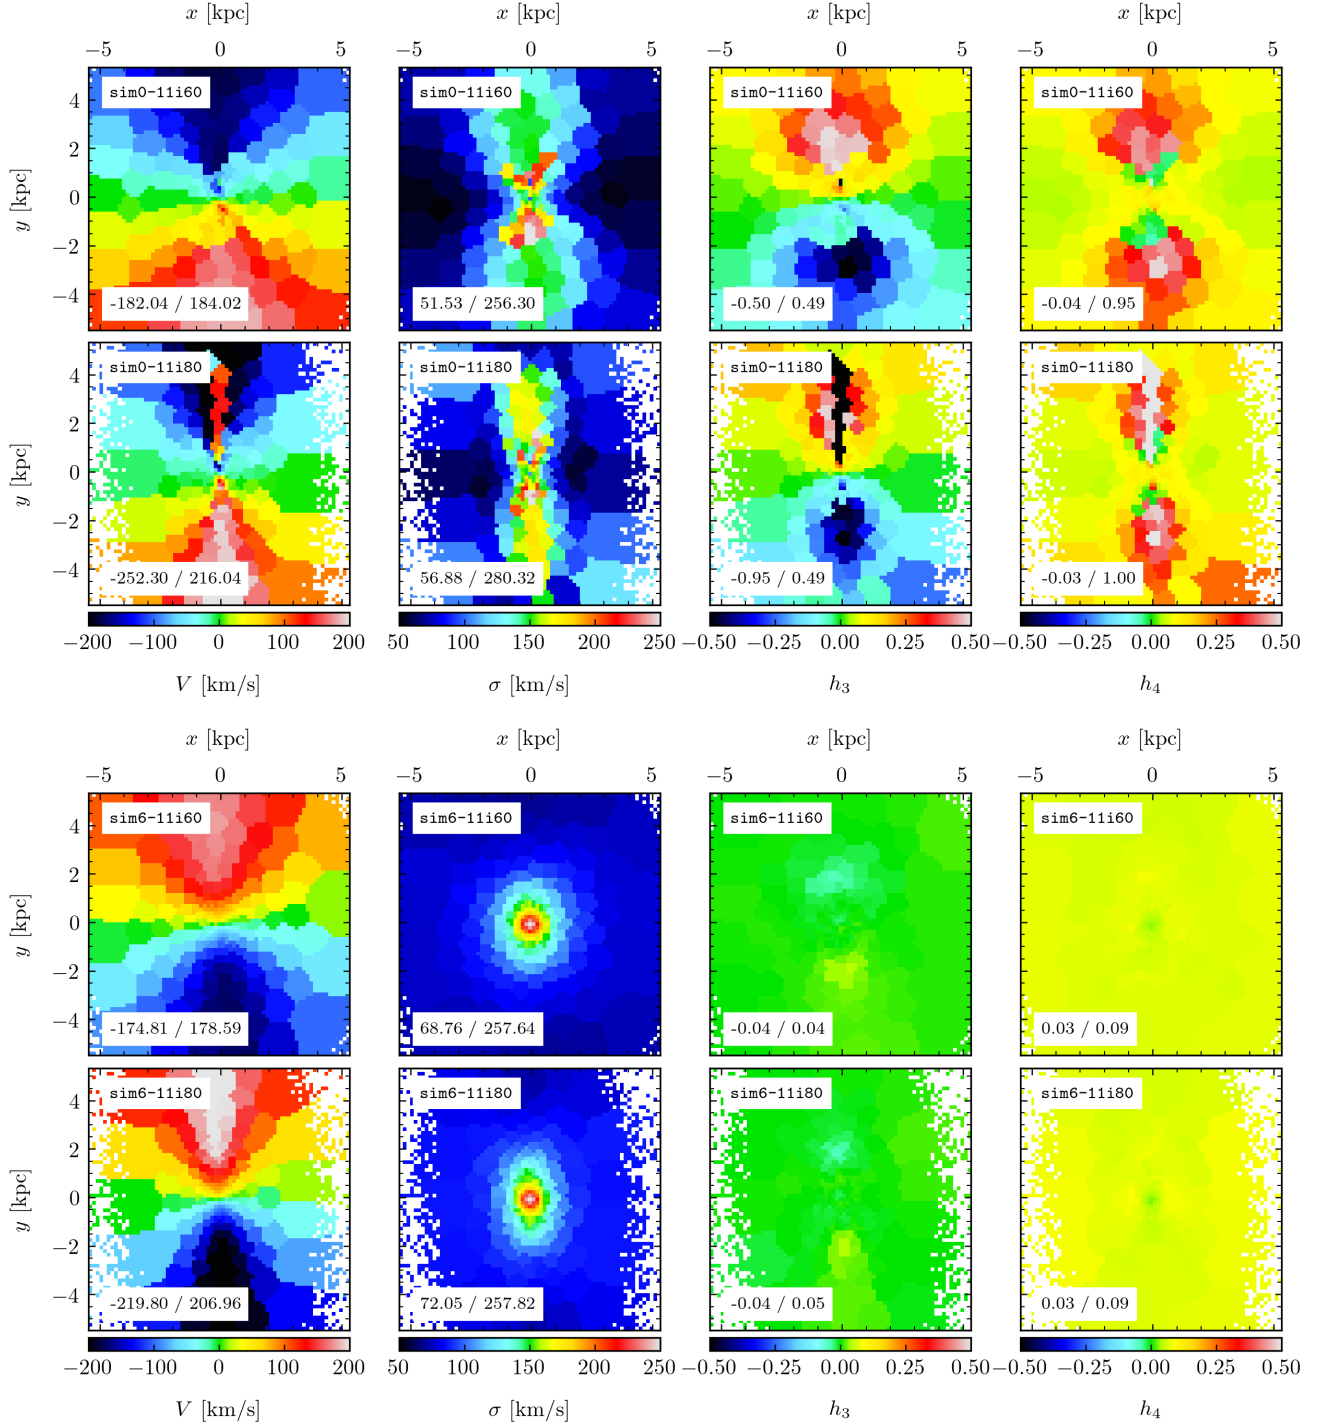 x [kpc] x [kpc] x [kpc] x [kpc]
−5 0 5 −5 0 5 −5 0 5 −5 0 5
sim0-11i60 sim0-11i60 sim0-11i60 sim0-11i60
4
2
0
−2
−4
y [kpc]
-182.04 / 184.02 51.53 / 256.30 -0.50 / 0.49 -0.04 / 0.95
sim0-11i80 sim0-11i80 sim0-11i80 sim0-11i80
4
2
0
−2
−4
y [kpc]
-252.30 / 216.04 56.88 / 280.32 -0.95 / 0.49 -0.03 / 1.00
−200 −100 0 100 200 50 100 150 200 250 −0.50 −0.25 0.00 0.25 0.50 −0.50 −0.25 0.00 0.25 0.50
V [km/s] σ [km/s] h3 h4
x [kpc] x [kpc] x [kpc] x [kpc]
−5 0 5 −5 0 5 −5 0 5 −5 0 5
sim6-11i60 sim6-11i60 sim6-11i60 sim6-11i60
4
2
0
−2
−4
y [kpc]
-174.81 / 178.59 68.76 / 257.64 -0.04 / 0.04 0.03 / 0.09
sim6-11i80 sim6-11i80 sim6-11i80 sim6-11i80
4
2
0
−2
−4
y [kpc]
-219.80 / 206.96 72.05 / 257.82 -0.04 / 0.05 0.03 / 0.09
−200 −100 0 100 200 50 100 150 200 250 −0.50 −0.25 0.00 0.25 0.50 −0.50 −0.25 0.00 0.25 0.50
V [km/s] σ [km/s] h3 h4